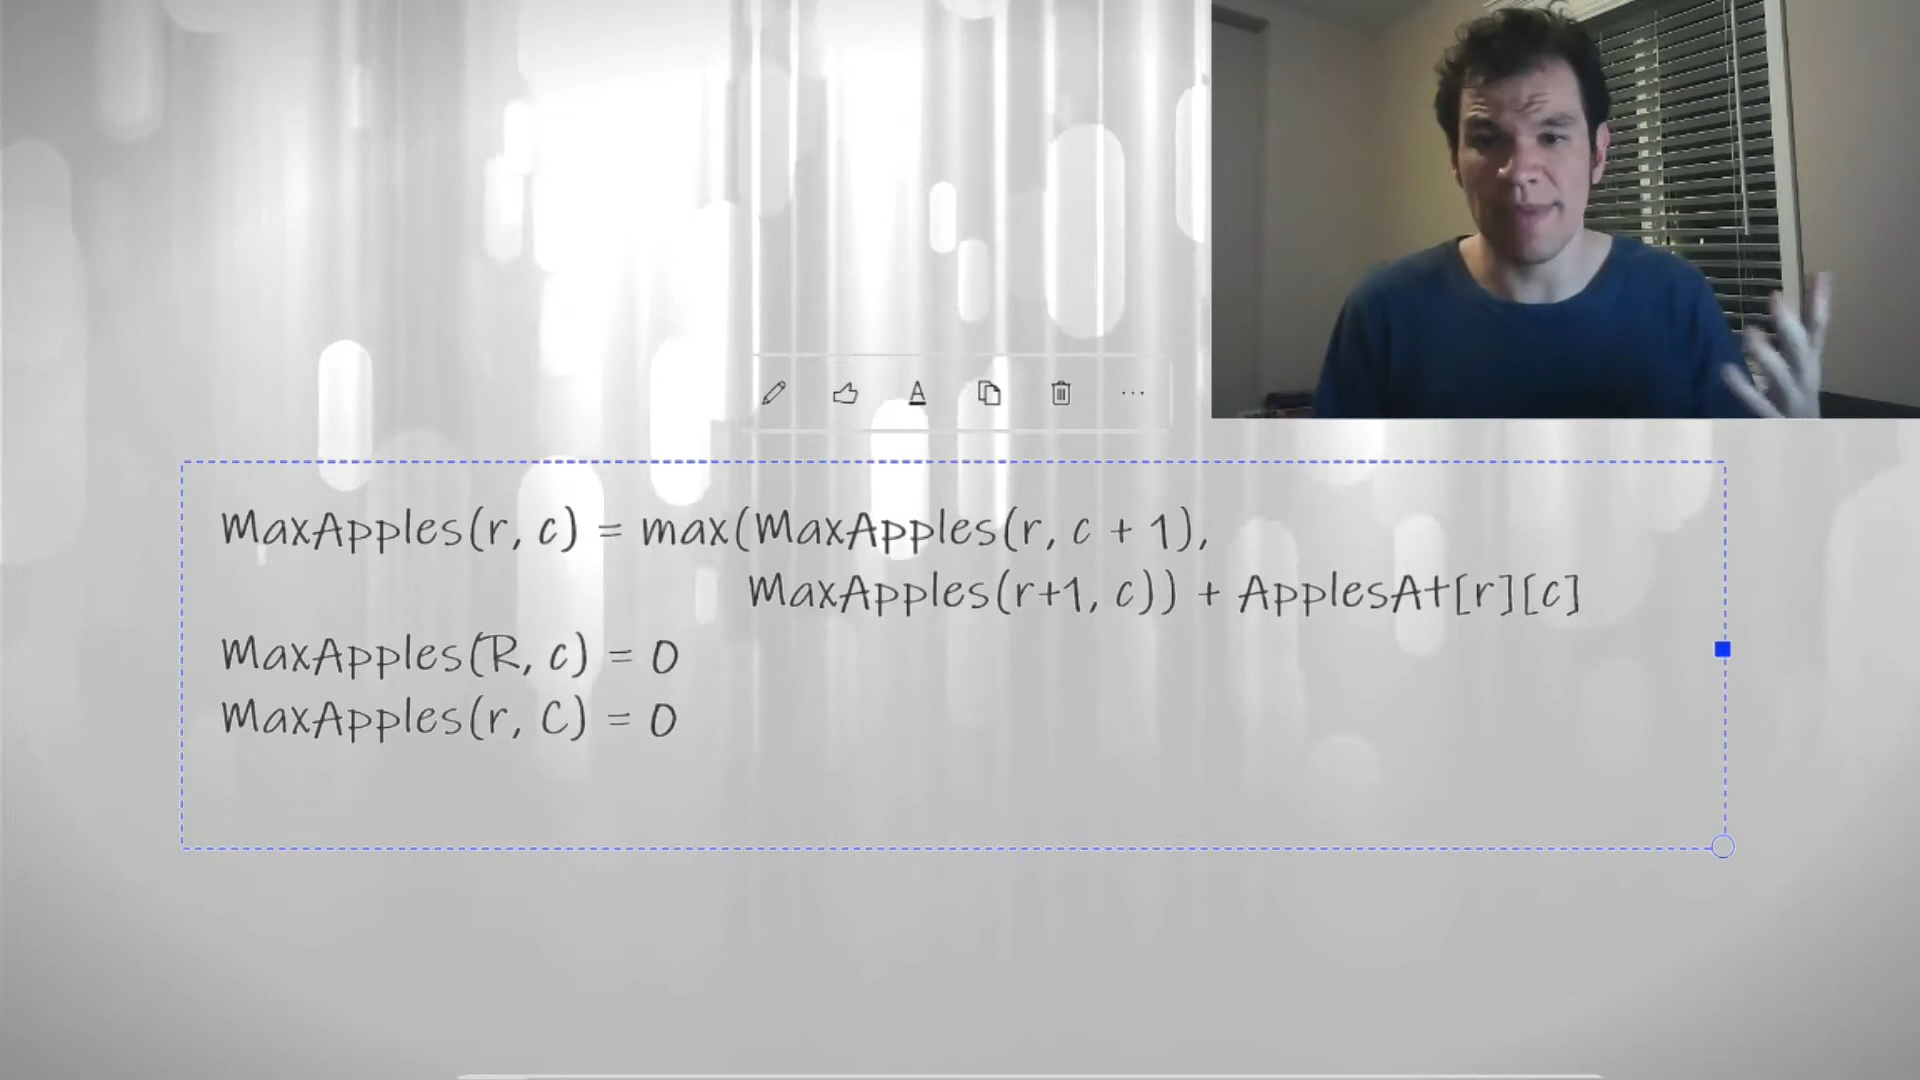 MaxApples(r, c) = max(MaxApples(r, c + 1),
MaxApples(r+1, c)) + ApplesAt[r][c]
MaxApples(R, c) = 0
MaxApples(r, C) = 0